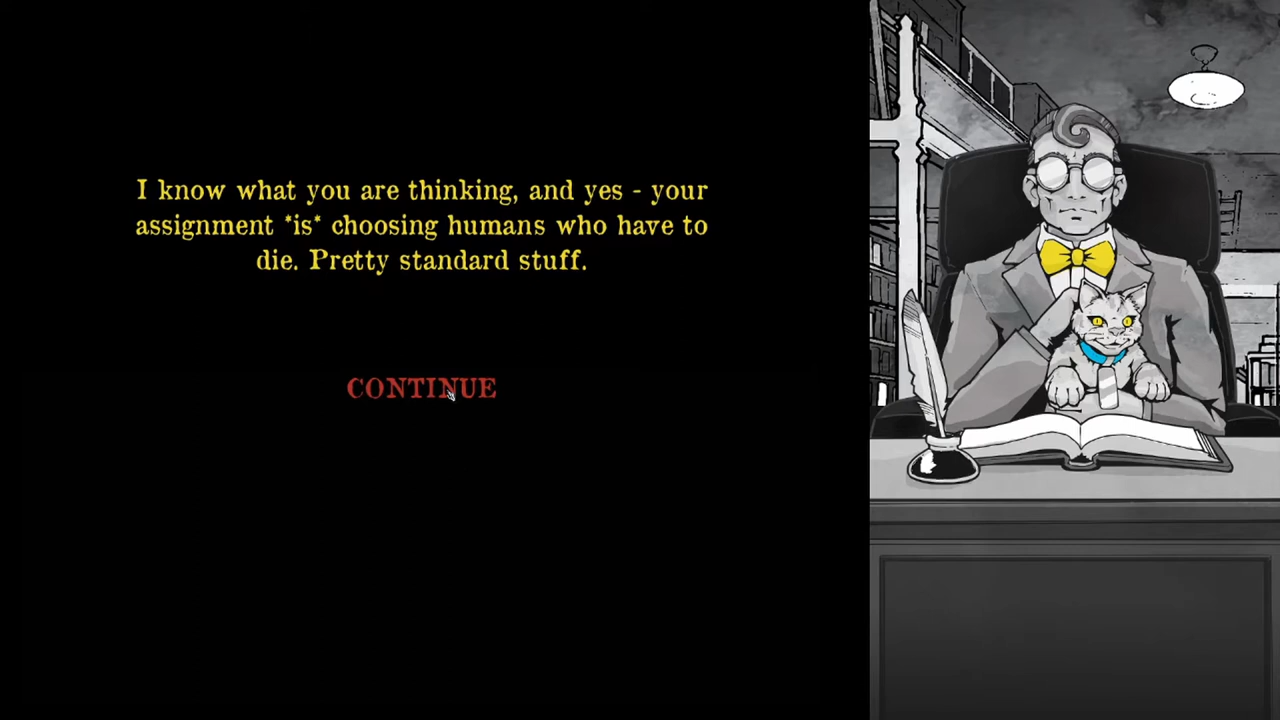 I know what you are thinking, and yes - your
assignment *is* choosing humans who have to
die. Pretty standard stuff.
CONTINUE